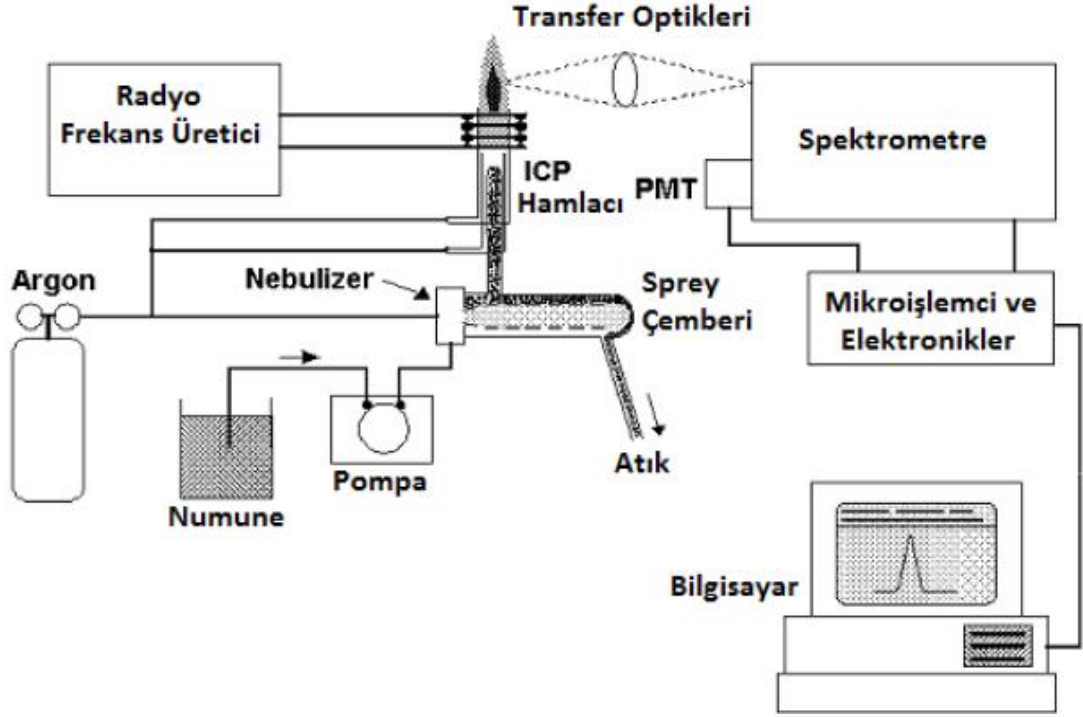 Transfer Optikleri
Radyo
Frekans Üretici
Spektrometre
ICP
Hamlacı
PMT
Argon
Nebulizer
Sprey
Çemberi
Mikroişlemci ve
Elektronikler
Atık
Pompa
Numune
Bilgisayar